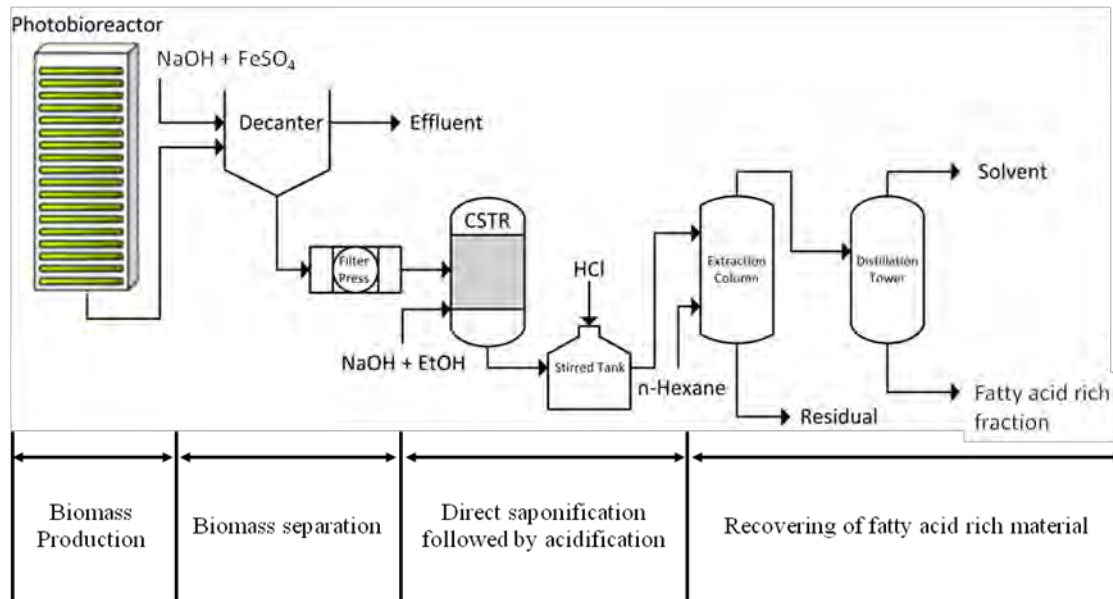 Photobioreactor
NaOH + FeSO₄
Decanter
Effluent
Filter
Press
CSTR
NaOH + EtOH
HCl
Stirred Tank
n-Hexane
Extraction
Column
Residual
Distillation
Tower
Solvent
Fatty acid rich
fraction
Biomass
Production
Biomass separation
Direct saponification
followed by acidification
Recovering of fatty acid rich material